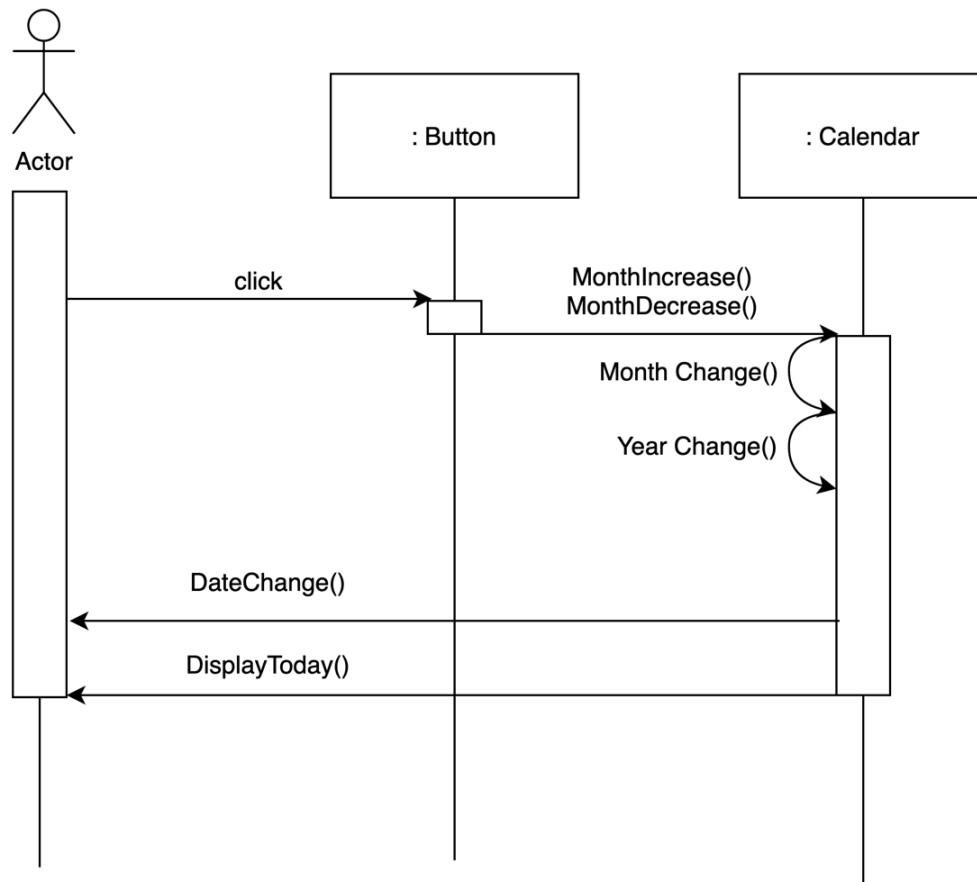 Actor
: Button
: Calendar
click
MonthIncrease()
MonthDecrease()
Month Change()
Year Change()
DateChange()
DisplayToday()